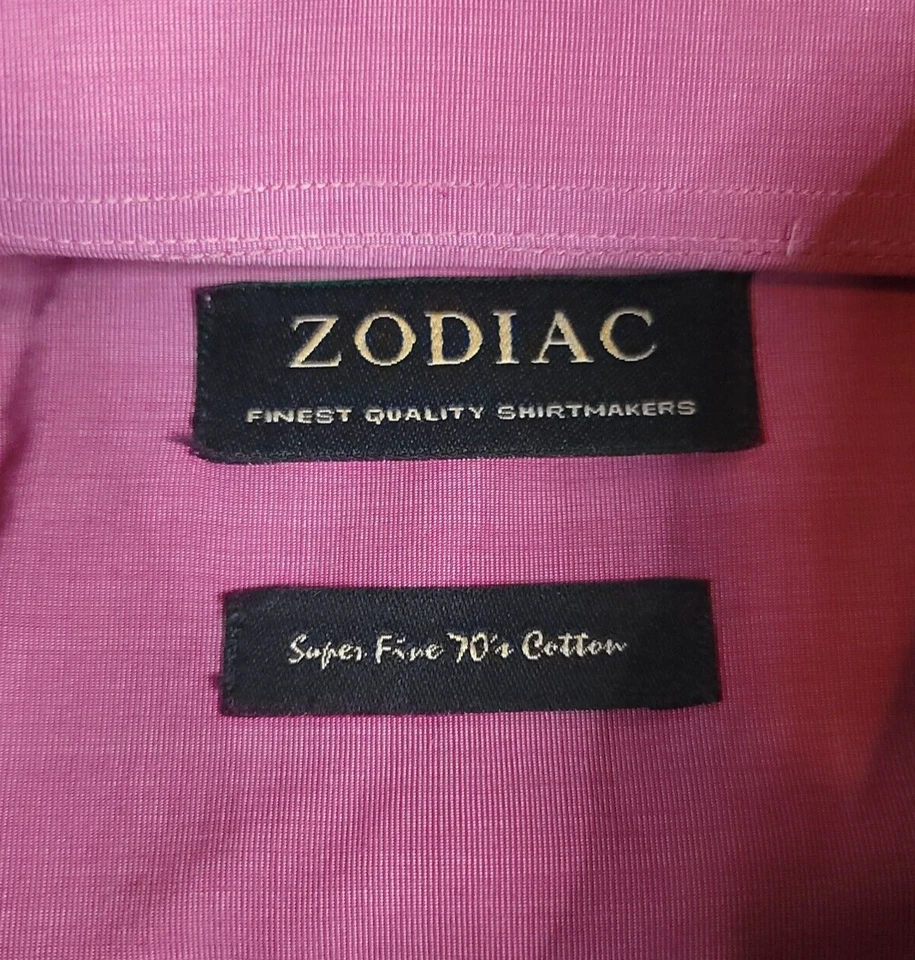 ZODIAC
FINEST QUALITY SHIRTMAKERS
Super Fine 70's Cotton